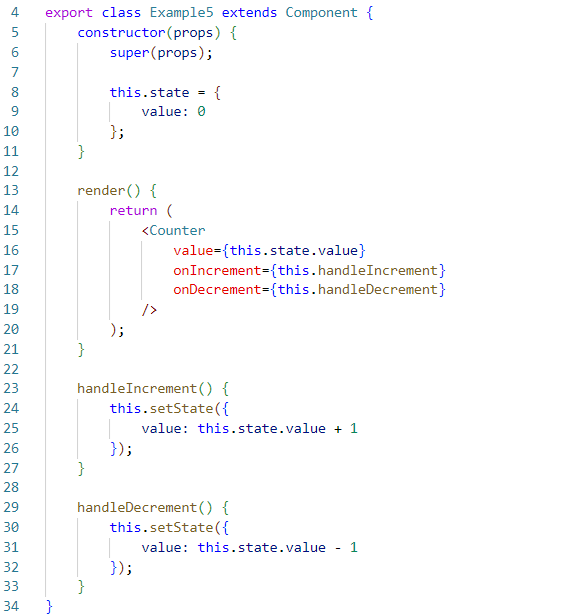 4 export class Example5 extends Component {
5     constructor(props) {
6         super(props);
7
8         this.state = {
9             value: 0
10         };
11     }
12
13     render() {
14         return (
15             <Counter
16                 value={this.state.value}
17                 onIncrement={this.handleIncrement}
18                 onDecrement={this.handleDecrement}
19             />
20         );
21     }
22
23     handleIncrement() {
24         this.setState({
25             value: this.state.value + 1
26         });
27     }
28
29     handleDecrement() {
30         this.setState({
31             value: this.state.value - 1
32         });
33     }
34 }